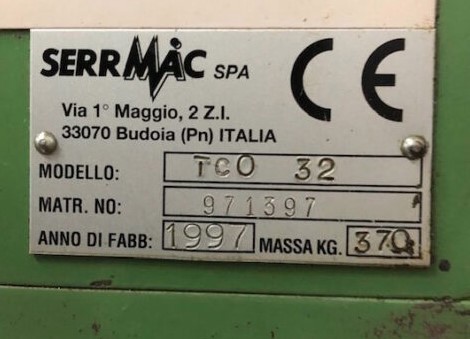 SERRMAC SPA
CE
Via 1° Maggio, 2 Z.I.
33070 Budoia (Pn) ITALIA
MODELLO: TCO 32
MATR. NO: 971397
ANNO DI FABB: 1997 MASSA KG. 370